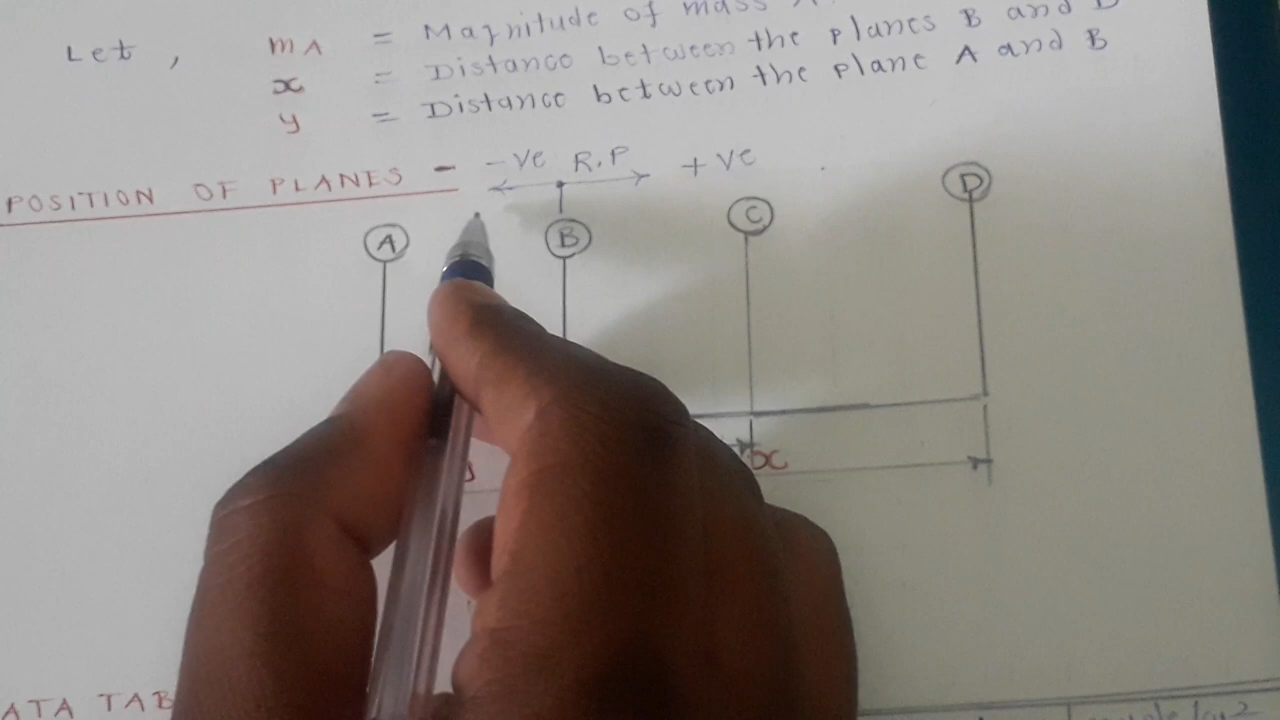 Let , mA = Magnitude of mass A.
x = Distance between the planes B and D
y = Distance between the plane A and B
POSITION OF PLANES - -Ve R.P +Ve
A B C D
x
ATA TAB